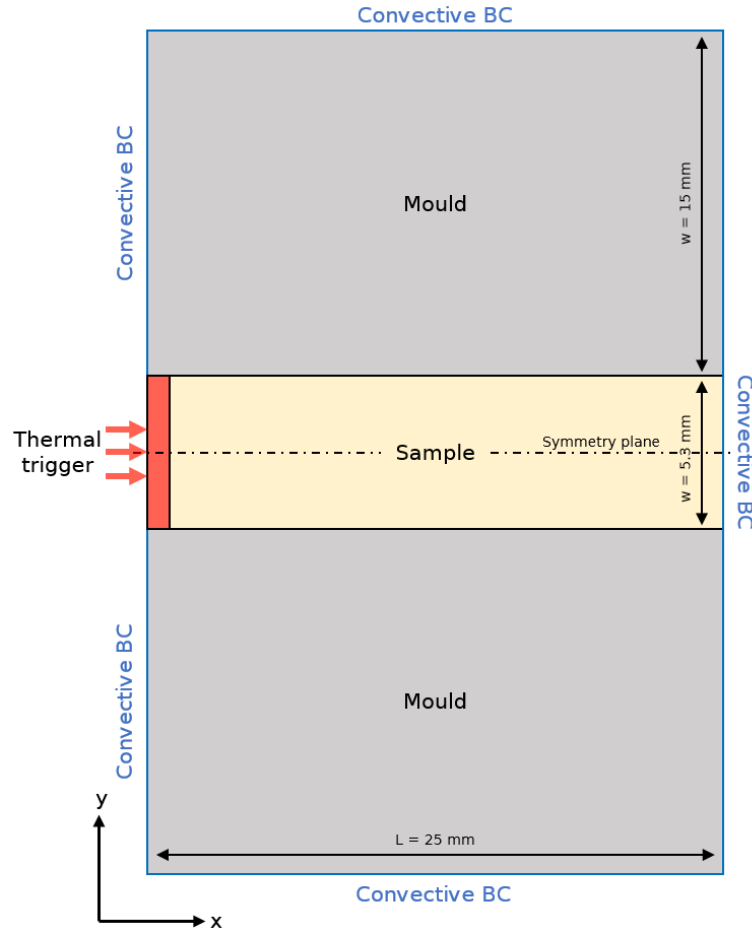 Convective BC
Convective BC
w = 15 mm
Mould
Thermal
trigger
Sample
Symmetry plane
w = 5.3 mm
Convective BC
Convective BC
Mould
y
L = 25 mm
Convective BC
x